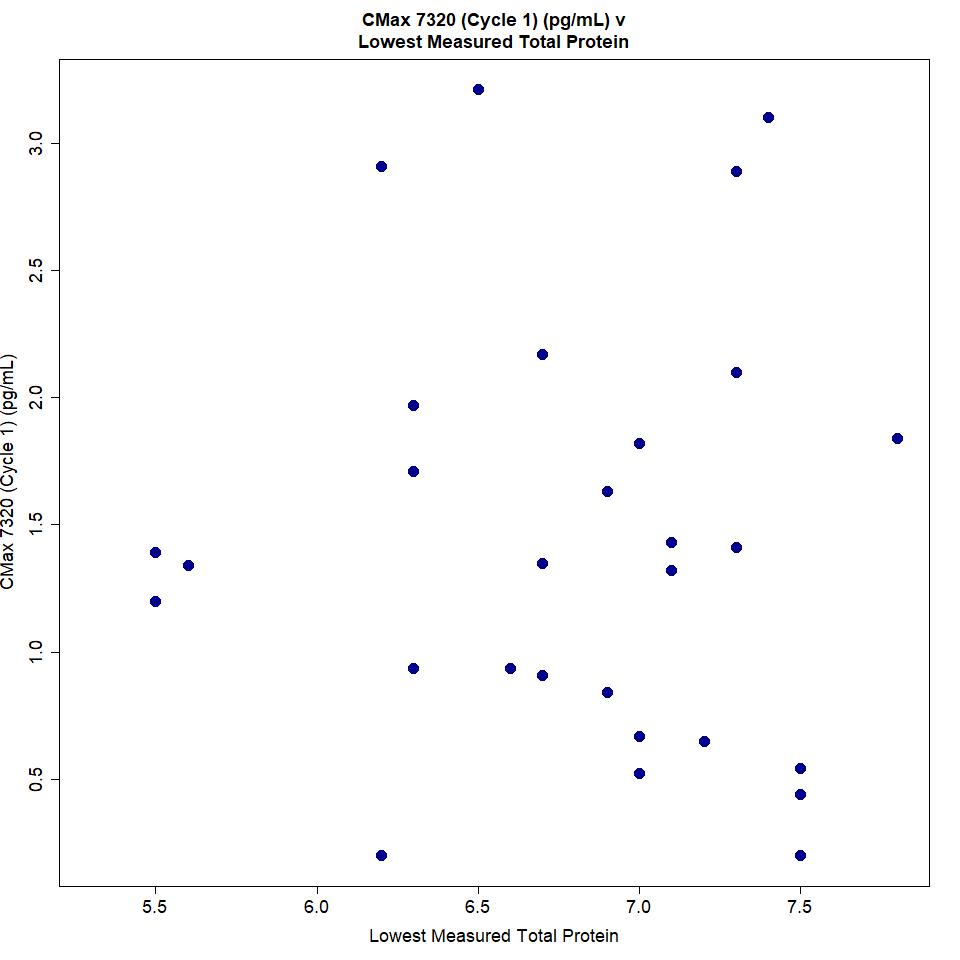 CMax 7320 (Cycle 1) (pg/mL) v
Lowest Measured Total Protein
CMax 7320 (Cycle 1) (pg/mL)
3.0
2.5
2.0
1.5
1.0
0.5
5.5 6.0 6.5 7.0 7.5
Lowest Measured Total Protein